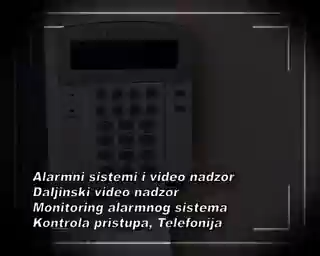 Alarmni sistemi i video nadzor
Daljinski video nadzor
Monitoring alarmnog sistema
Kontrola pristupa, Telefonija